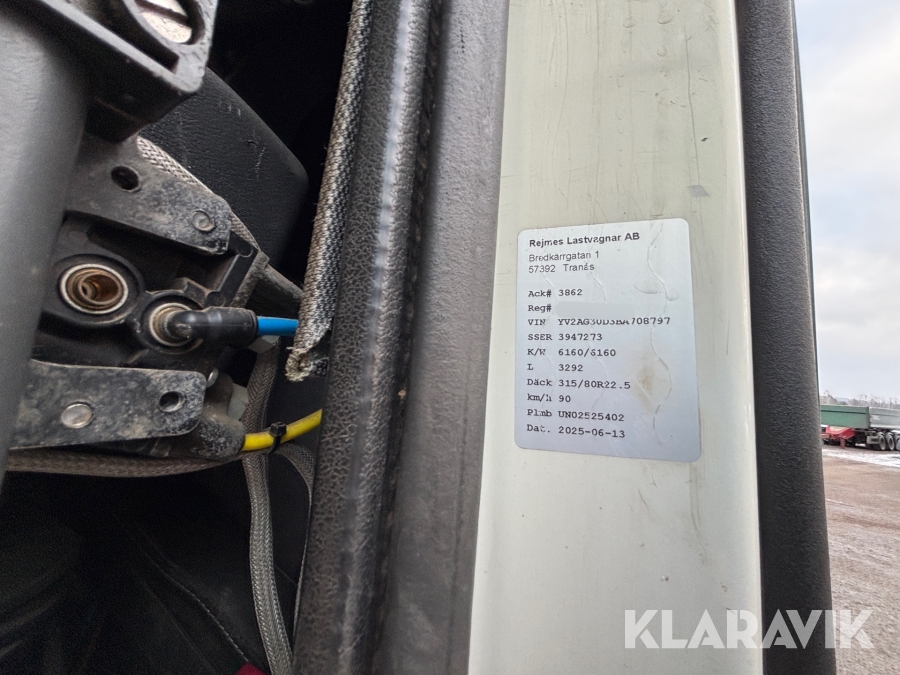 Rejmes Lastvagnar AB
Bredkärrgatan 1
57392 Tranås
Ack# 3862
Reg#
VIN YV2AG30D3BA708797
SSER 3947273
K/W 6160/6160
L 3292
Däck 315/80R22.5
km/h 90
Plmb UN02525402
Dat. 2025-06-13
KLARAVIK